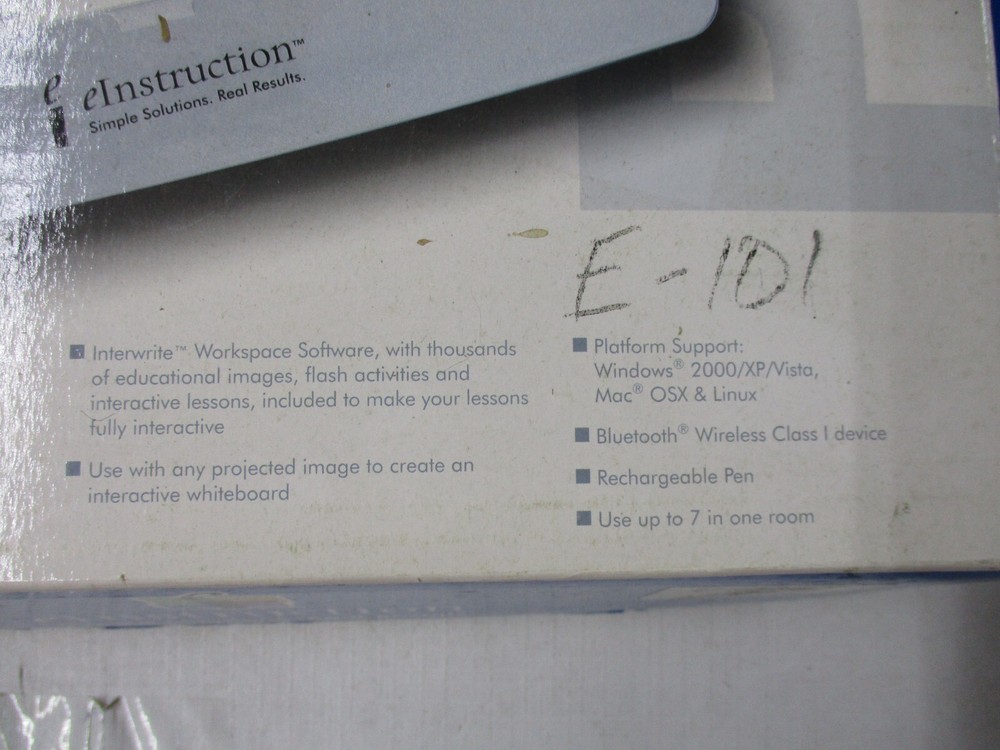 eInstruction™
Simple Solutions. Real Results.
E-101
■ Interwrite™ Workspace Software, with thousands
of educational images, flash activities and
interactive lessons, included to make your lessons
fully interactive
■ Use with any projected image to create an
interactive whiteboard
■ Platform Support:
Windows® 2000/XP/Vista,
Mac® OSX & Linux
■ Bluetooth® Wireless Class I device
■ Rechargeable Pen
■ Use up to 7 in one room